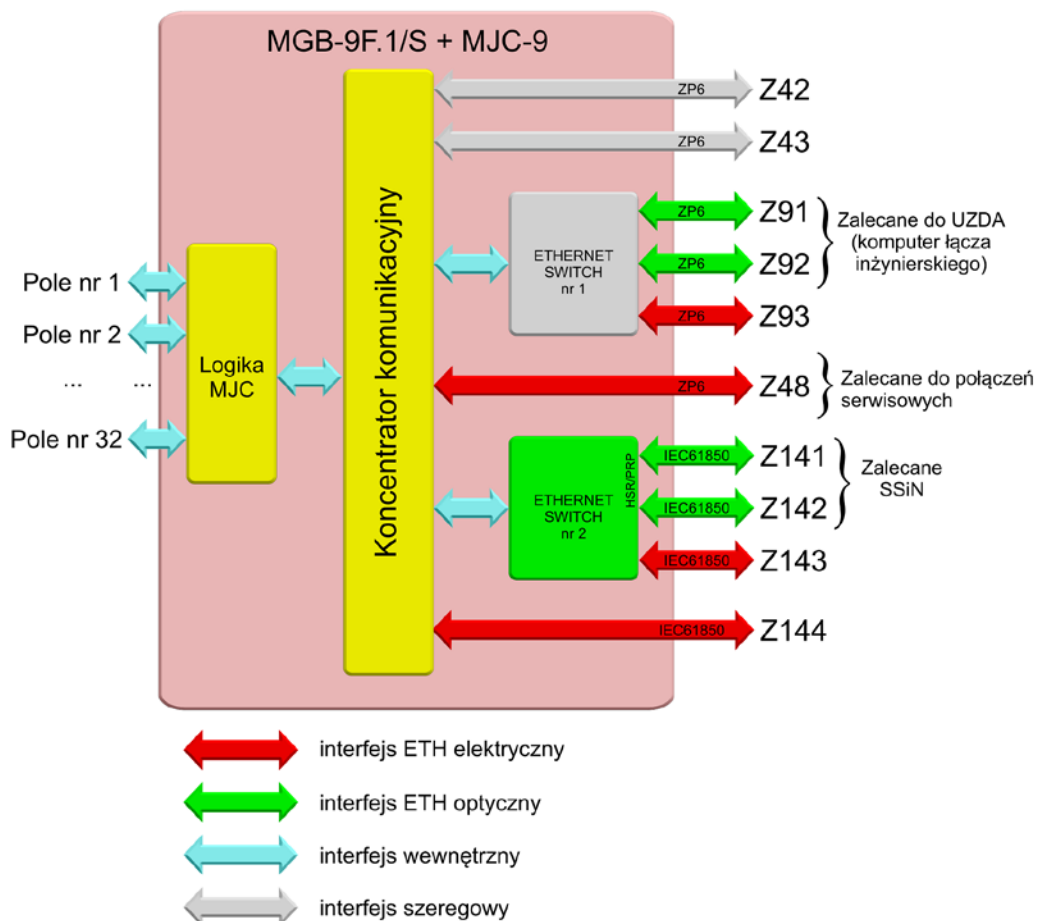 MGB-9F.1/S + MJC-9
ZP6
Z42
ZP6
Z43
Koncentrator komunikacyjny
ETHERNET
SWITCH
nr 1
ZP6
Z91
ZP6
Z92
ZP6
Z93
Zalecane do UZDA
(komputer łącza
inżynierskiego)
Pole nr 1
Pole nr 2
... ...
Pole nr 32
Logika
MJC
ZP6
Z48
Zalecane do połączeń
serwisowych
ETHERNET
SWITCH
nr 2
HSR/PRP
IEC61850
Z141
IEC61850
Z142
IEC61850
Z143
Zalecane
SSiN
IEC61850
Z144
interfejs ETH elektryczny
interfejs ETH optyczny
interfejs wewnętrzny
interfejs szeregowy